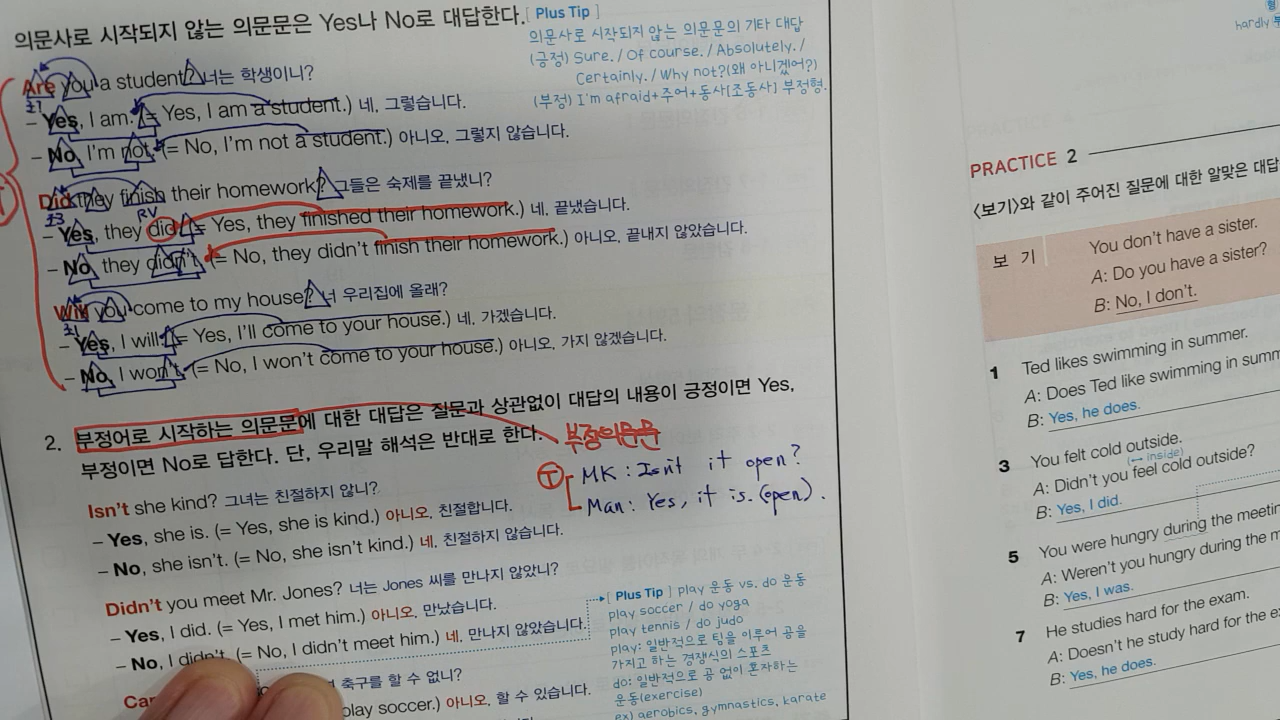 의문사로 시작되지 않는 의문문은 Yes나 No로 대답한다.
[ Plus Tip ]
의문사로 시작되지 않는 의문문의 기타 대답
(긍정) Sure. / Of course. / Absolutely. /
Certainly. / Why not?(왜 아니겠어?)
(부정) I'm afraid+주어+동사[조동사] 부정형.
Are you a student? 너는 학생이니?
– Yes, I am. (= Yes, I am a student.) 네, 그렇습니다.
– No, I'm not. (= No, I'm not a student.) 아니오, 그렇지 않습니다.
Did they finish their homework? 그들은 숙제를 끝냈니?
RV
– Yes, they did. (= Yes, they finished their homework.) 네, 끝냈습니다.
– No, they didn't. (= No, they didn't finish their homework.) 아니오, 끝내지 않았습니다.
Will you come to my house? 너 우리집에 올래?
– Yes, I will. (= Yes, I'll come to your house.) 네, 가겠습니다.
– No, I won't. (= No, I won't come to your house.) 아니오, 가지 않겠습니다.
2. 부정어로 시작하는 의문문에 대한 대답은 질문과 상관없이 대답의 내용이 긍정이면 Yes,
부정이면 No로 답한다. 단, 우리말 해석은 반대로 한다.
부정의문문
T
MK : Isn't it open?
Man : Yes, it is. (open).
Isn't she kind? 그녀는 친절하지 않니?
– Yes, she is. (= Yes, she is kind.) 아니오, 친절합니다.
– No, she isn't. (= No, she isn't kind.) 네, 친절하지 않습니다.
Didn't you meet Mr. Jones? 너는 Jones 씨를 만나지 않았니?
– Yes, I did. (= Yes, I met him.) 아니오, 만났습니다.
– No, I didn't. (= No, I didn't meet him.) 네, 만나지 않았습니다.
축구를 할 수 없니?
play soccer.) 아니오, 할 수 있습니다.
[ Plus Tip ] play 운동 vs. do 운동
play soccer / do yoga
play tennis / do judo
play: 일반적으로 팀을 이루어 공을
가지고 하는 경쟁식의 스포츠
do: 일반적으로 공 없이 혼자하는
운동(exercise)
ex) aerobics, gymnastics, karate
hardly
PRACTICE 2
<보기>와 같이 주어진 질문에 대한 알맞은 대답
보 기
You don't have a sister.
A: Do you have a sister?
B: No, I don't.
1 Ted likes swimming in summer.
A: Does Ted like swimming in summ
B: Yes, he does.
3 You felt cold outside.
(↔ inside)
A: Didn't you feel cold outside?
B: Yes, I did.
5 You were hungry during the meetin
A: Weren't you hungry during the m
B: Yes, I was.
7 He studies hard for the exam.
A: Doesn't he study hard for the e
B: Yes, he does.